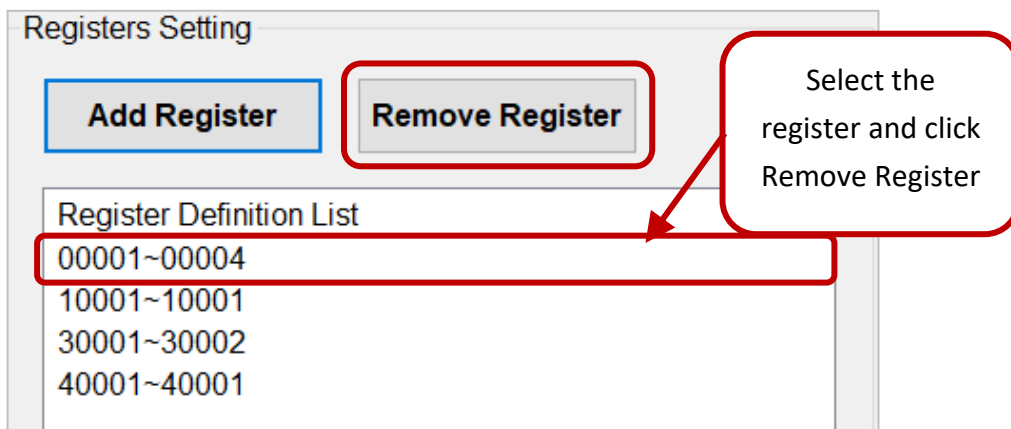 Registers Setting
Add Register
Remove Register
Select the
register and click
Remove Register
Register Definition List
00001~00004
10001~10001
30001~30002
40001~40001